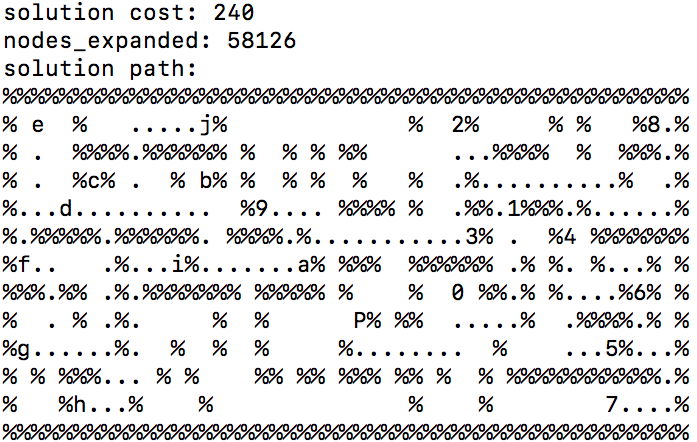 solution cost: 240
nodes_expanded: 58126
solution path:
%%%%%%%%%%%%%%%%%%%%%%%%%%%%%%%%%%%%%%%%%%%%%%%%%
% e  %   .....j%             %  2%     % %   %8.%
% .  %%%%.%%%%%% %  % % %%      ...%%%%  %  %%%.%
% .  %c% .  % b% %  % %  %   %  .%..........%  .%
%...d..........  %9.... %%%% %  .%%.1%%%.%......%
%.%%%%%.%%%%%%. %%%%.%...........3% .  %4 %%%%%%%
%f..   .%...i%.......a% %%%  %%%%%% .% %. %...% %
%%%.%% .%.%%%%%%% %%%%% %    %  0 %%.% %....%6% %
%  . % .%.     %  %      P% %%  .....%  .%%%%.% %
%g......%.  %  %  %     %........  %    ...5%...%
% % %%%... % %    %% %% %%% %% %  % %%%%%%%%%.% %
%   %h...%    %              %    %        7....%
%%%%%%%%%%%%%%%%%%%%%%%%%%%%%%%%%%%%%%%%%%%%%%%%%